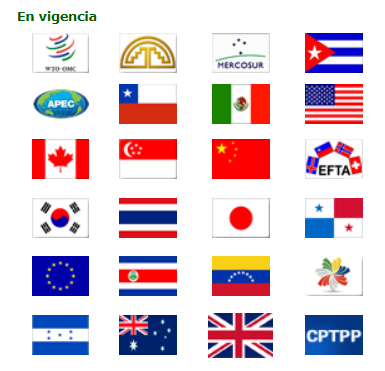 En vigencia
WTO OMC
MERCOSUR
APEC
EFTA
CPTPP